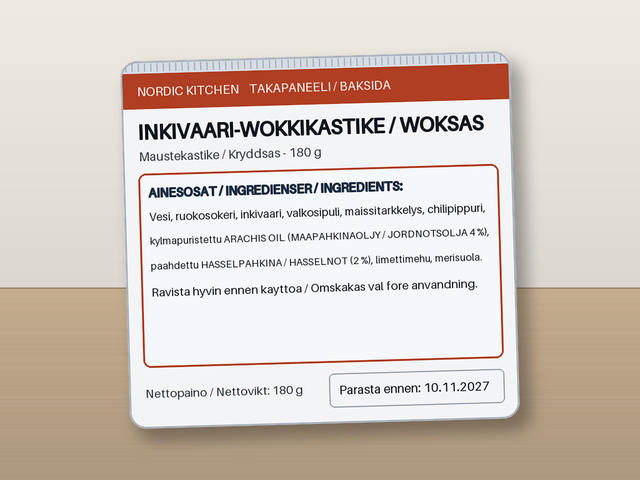 NORDIC KITCHEN TAKAPANEELI / BAKSIDA
INKIVAARI-WOKKIKASTIKE / WOKSAS
Maustekastike / Kryddsas - 180 g
AINESOSAT / INGREDIENSER / INGREDIENTS:
Vesi, ruokosokeri, inkivaari, valkosipuli, maissitarkkelys, chilipippuri,
kylmapuristettu ARACHIS OIL (MAAPAHKINAOLJY / JORDNOTSOLJA 4 %),
paahdettu HASSELPAHKINA / HASSELNOT (2 %), limettimehu, merisuola.
Ravista hyvin ennen kayttoa / Omskakas val fore anvandning.
Nettopaino / Nettovikt: 180 g
Parasta ennen: 10.11.2027